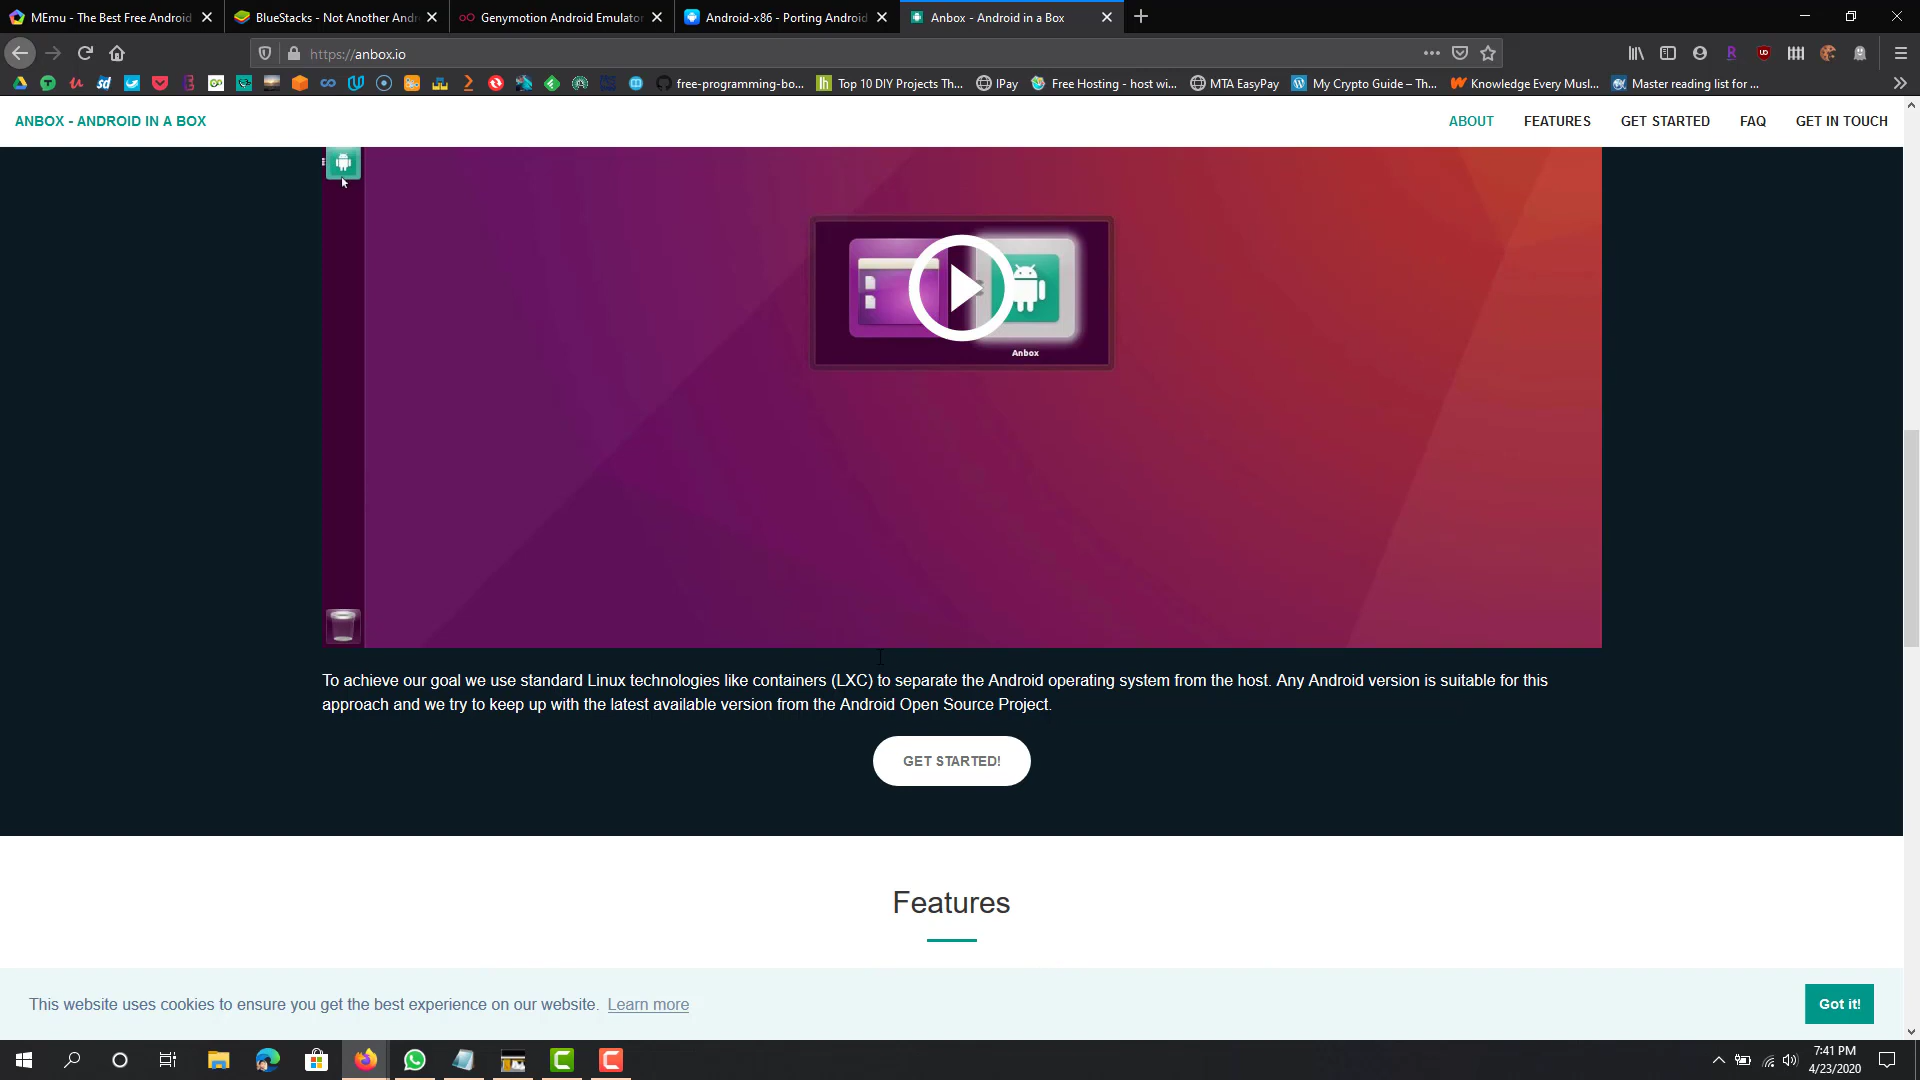 MEmu - The Best Free Android
BlueStacks - Not Another Andr
Genymotion Android Emulator
Android-x86 - Porting Android
Anbox - Android in a Box
https://anbox.io
free-programming-bo...
Top 10 DIY Projects Th...
IPay
Free Hosting - host wi...
MTA EasyPay
My Crypto Guide – Th...
Knowledge Every Musl...
Master reading list for ...
ANBOX - ANDROID IN A BOX
ABOUT
FEATURES
GET STARTED
FAQ
GET IN TOUCH
Anbox
To achieve our goal we use standard Linux technologies like containers (LXC) to separate the Android operating system from the host. Any Android version is suitable for this
approach and we try to keep up with the latest available version from the Android Open Source Project.
GET STARTED!
Features
This website uses cookies to ensure you get the best experience on our website. Learn more
Got it!
7:41 PM
4/23/2020